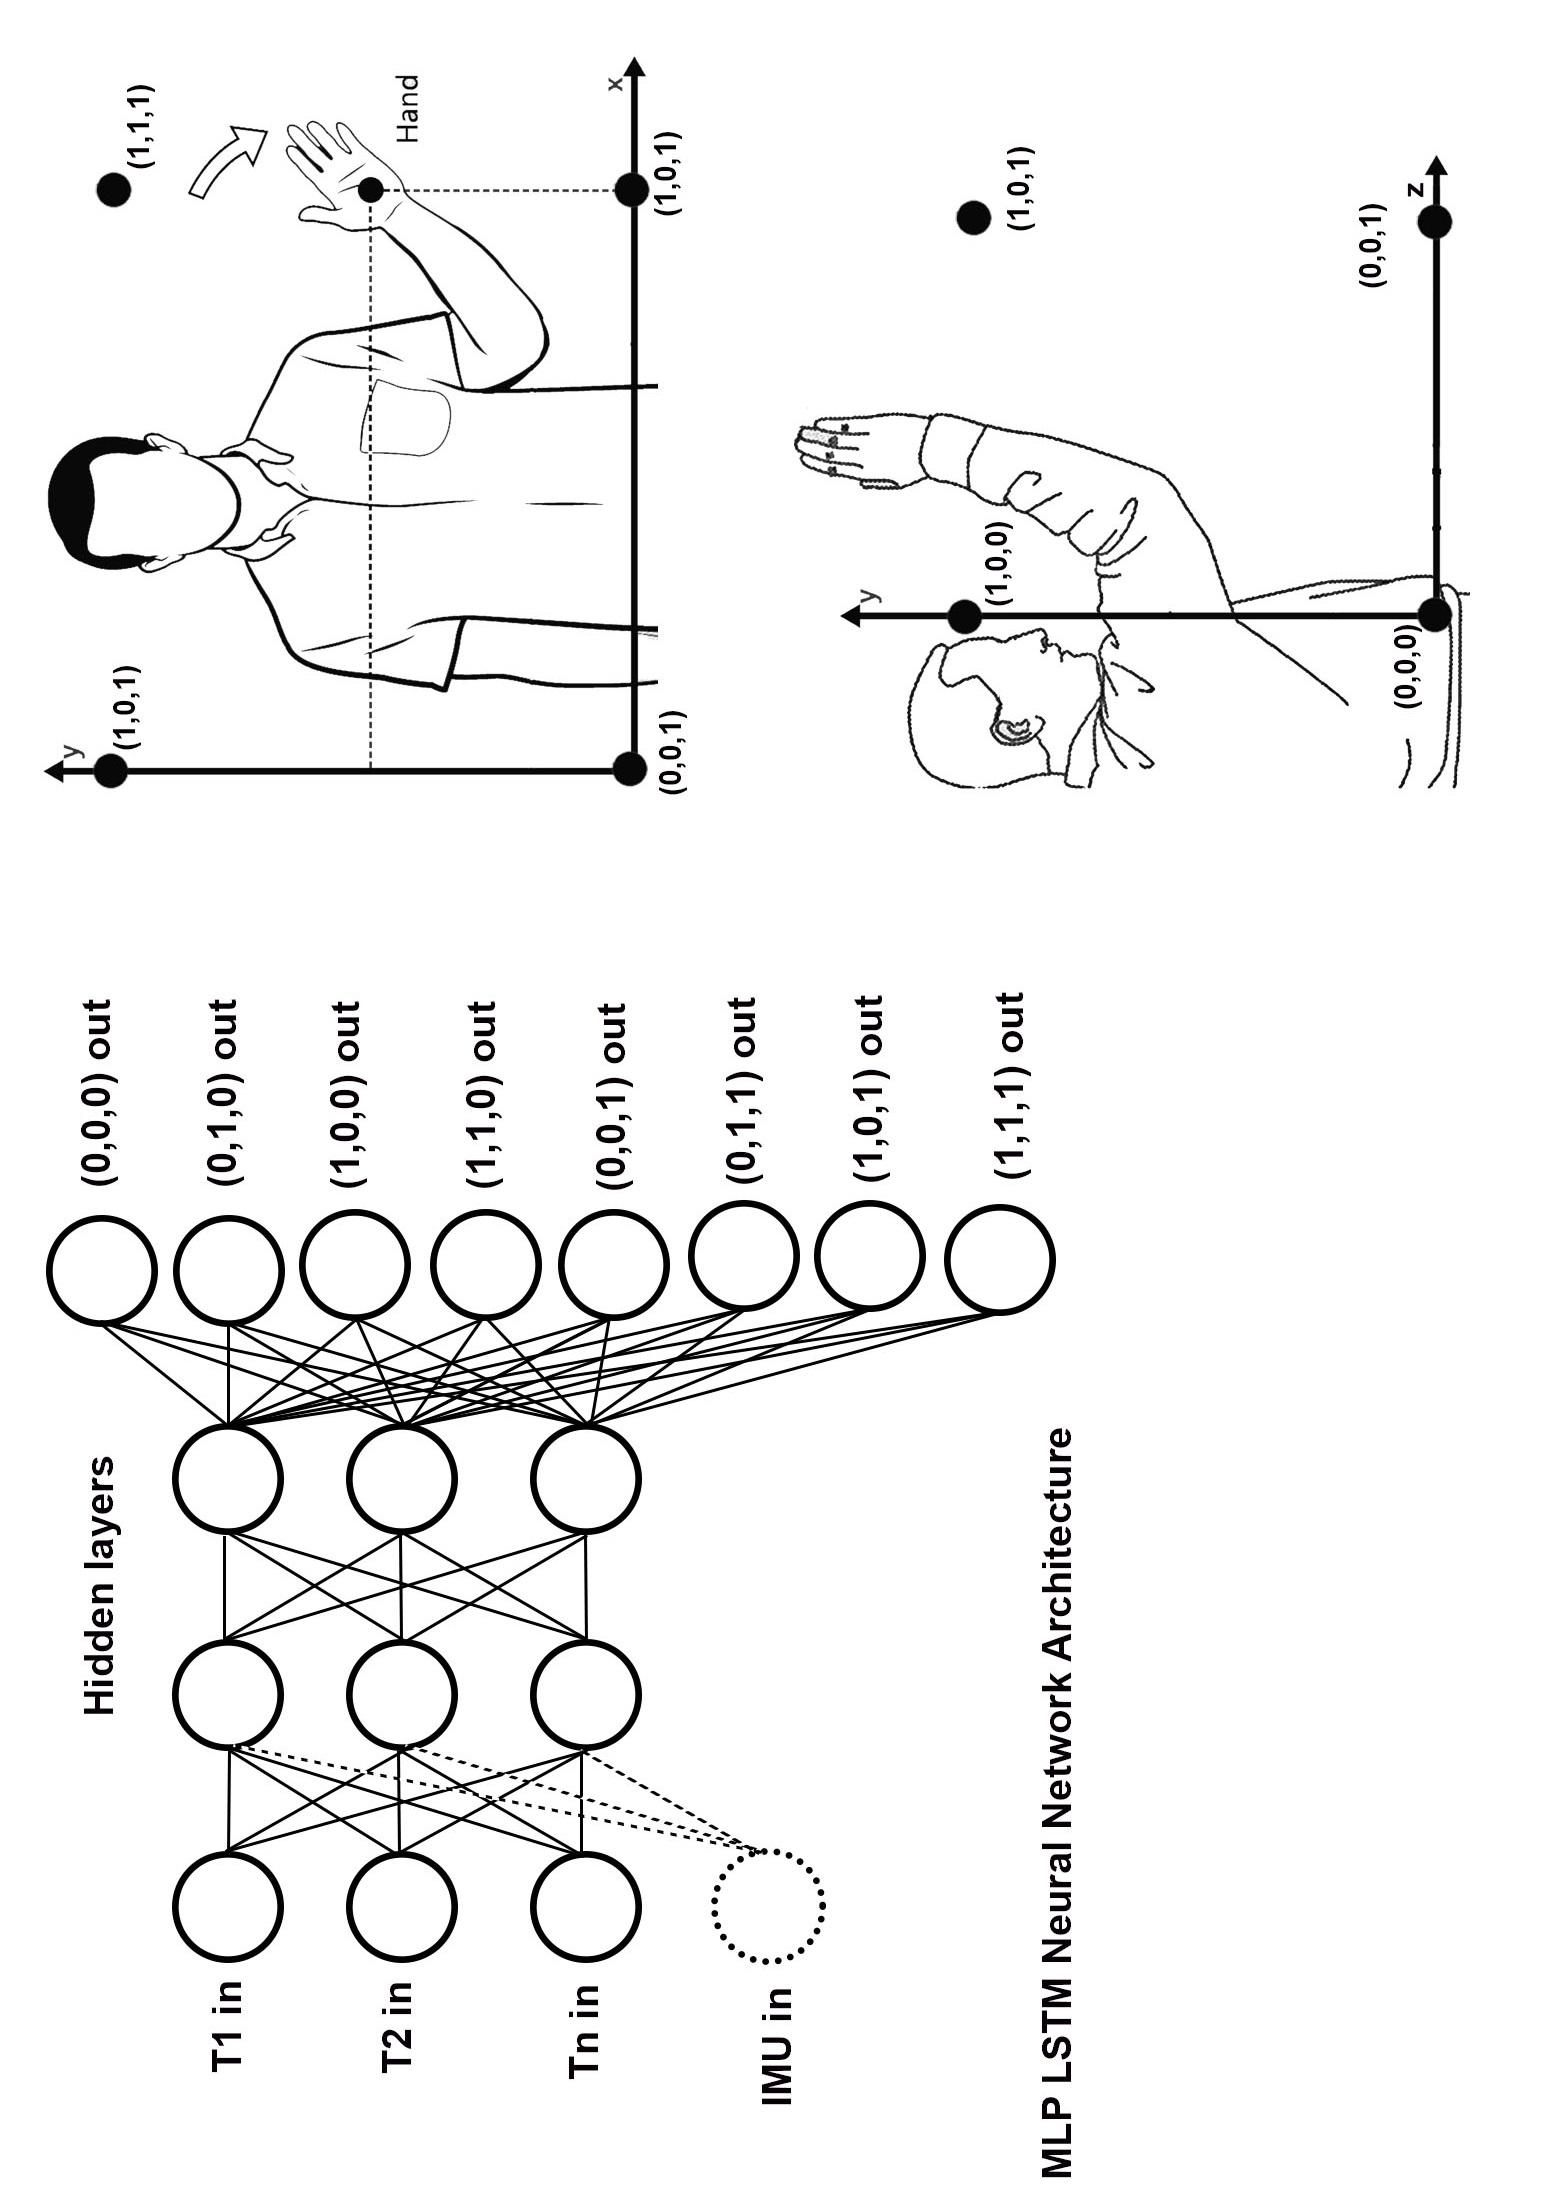 Hidden layers
T1 in
T2 in
Tn in
IMU in
(0,0,0) out
(0,1,0) out
(1,0,0) out
(1,1,0) out
(0,0,1) out
(0,1,1) out
(1,0,1) out
(1,1,1) out
MLP LSTM Neural Network Architecture
y
(1,0,1)
(1,1,1)
Hand
x
(0,0,1)
(1,0,1)
y
(1,0,0)
(1,0,1)
(0,0,0)
(0,0,1)
z